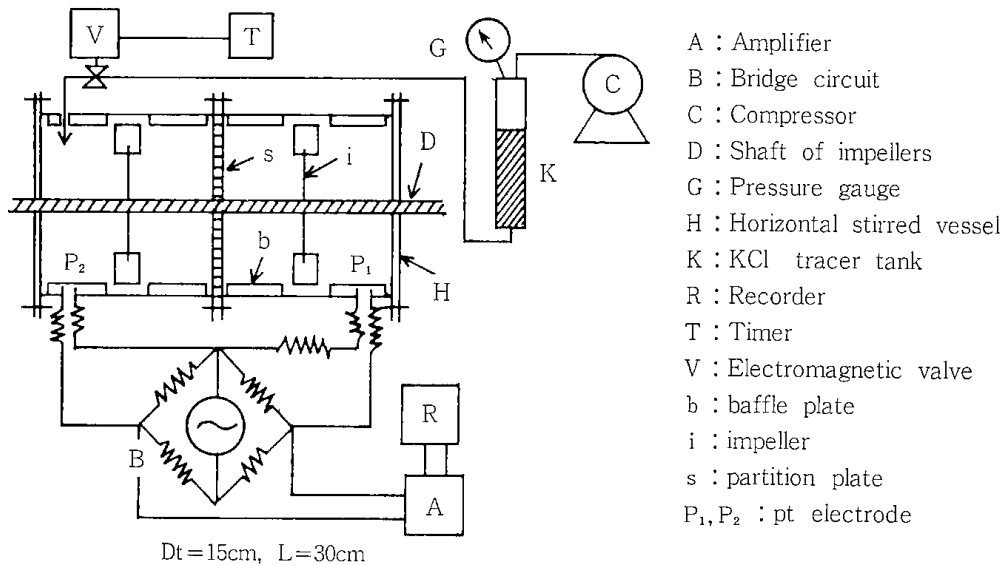 V
T
G
C
K
s
i
D
b
P₂
P₁
H
B
R
A
Dt=15cm, L=30cm
A : Amplifier
B : Bridge circuit
C : Compressor
D : Shaft of impellers
G : Pressure gauge
H : Horizontal stirred vessel
K : KCl tracer tank
R : Recorder
T : Timer
V : Electromagnetic valve
b : baffle plate
i : impeller
s : partition plate
P₁, P₂ : pt electrode